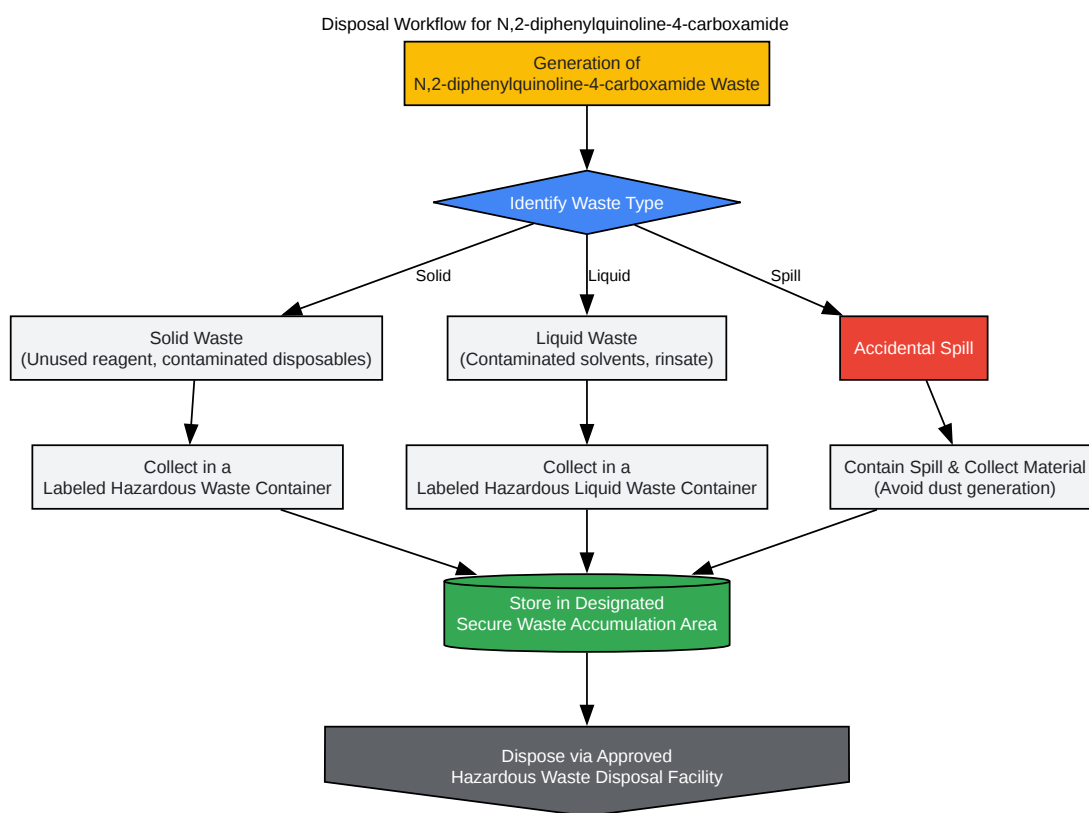 Disposal Workflow for N,2-diphenylquinoline-4-carboxamide
Generation of
N,2-diphenylquinoline-4-carboxamide Waste
Identify Waste Type
Solid
Liquid
Spill
Solid Waste
(Unused reagent, contaminated disposables)
Liquid Waste
(Contaminated solvents, rinsate)
Accidental Spill
Collect in a
Labeled Hazardous Waste Container
Collect in a
Labeled Hazardous Liquid Waste Container
Contain Spill & Collect Material
(Avoid dust generation)
Store in Designated
Secure Waste Accumulation Area
Dispose via Approved
Hazardous Waste Disposal Facility